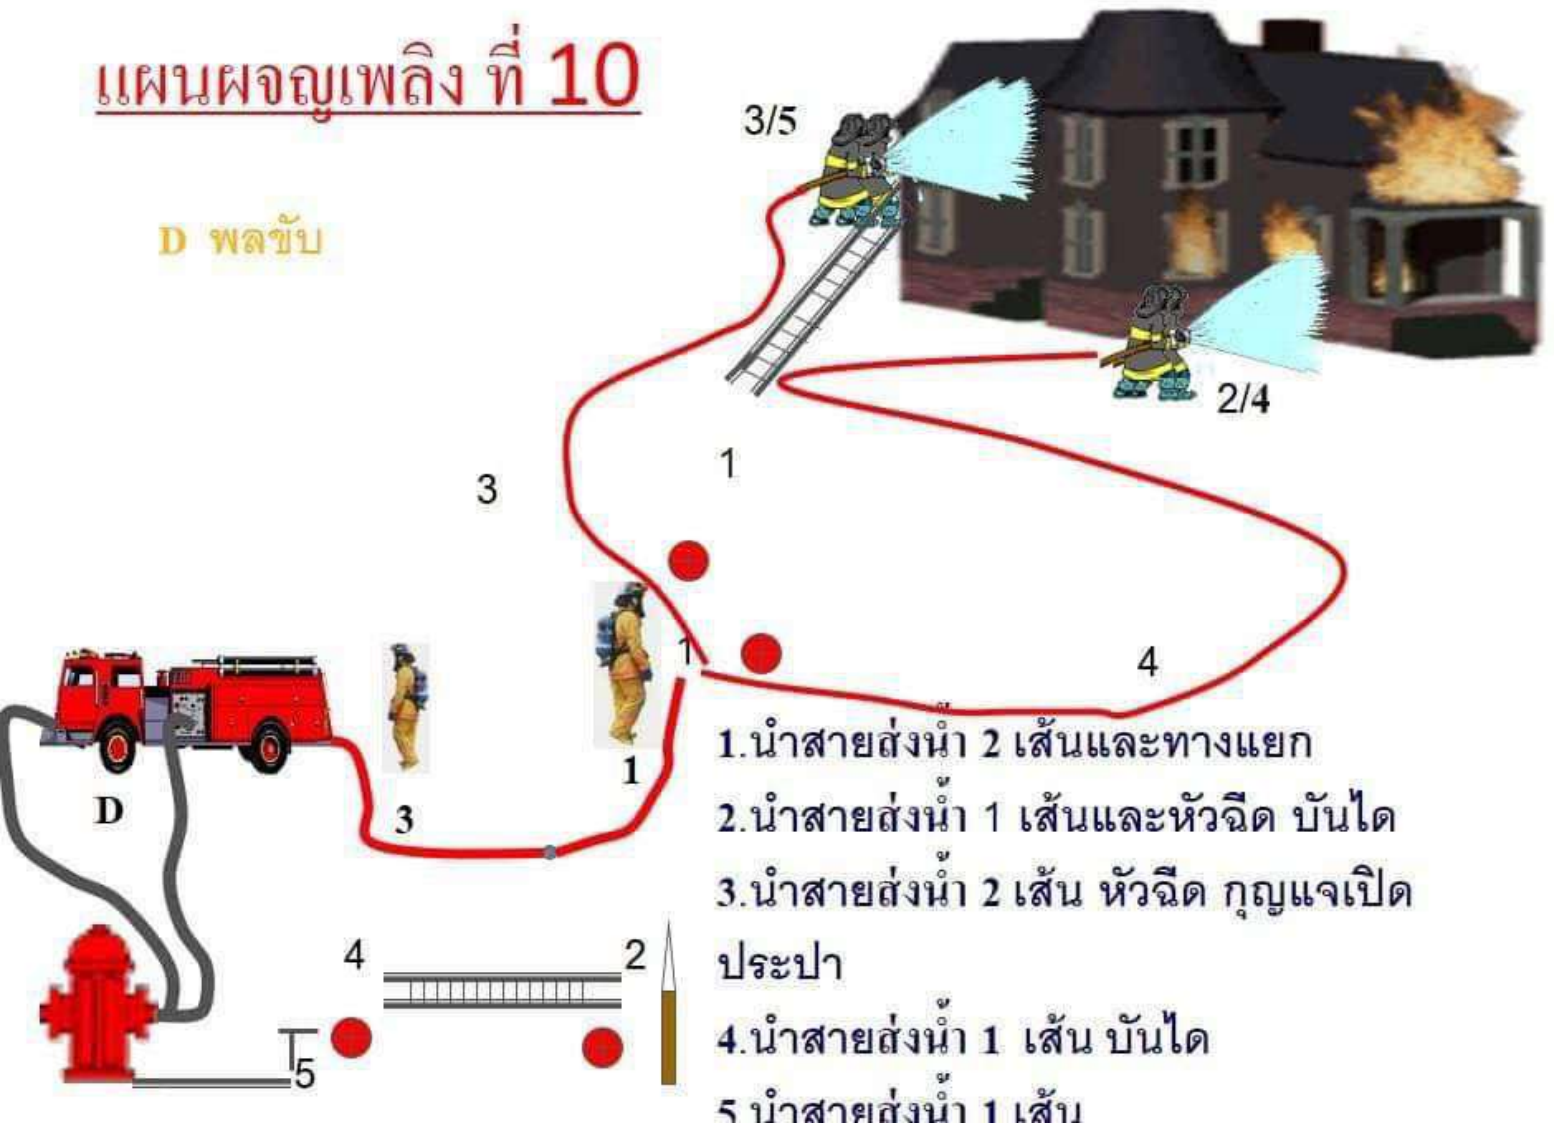 แผนผจญเพลิง ที่ 10
3/5
D พลขับ
2/4
1
3
1
4
1.นำสายส่งน้ำ 2 เส้นและทางแยก
1
D
3
2.นำสายส่งน้ำ 1 เส้นและหัวฉีด บันได
3.นำสายส่งน้ำ 2 เส้น หัวฉีด กุญแจเปิด
ประปา
4
2
4.นำสายส่งน้ำ 1 เส้น บันได
5
5.นำสายส่งน้ำ 1 เส้น